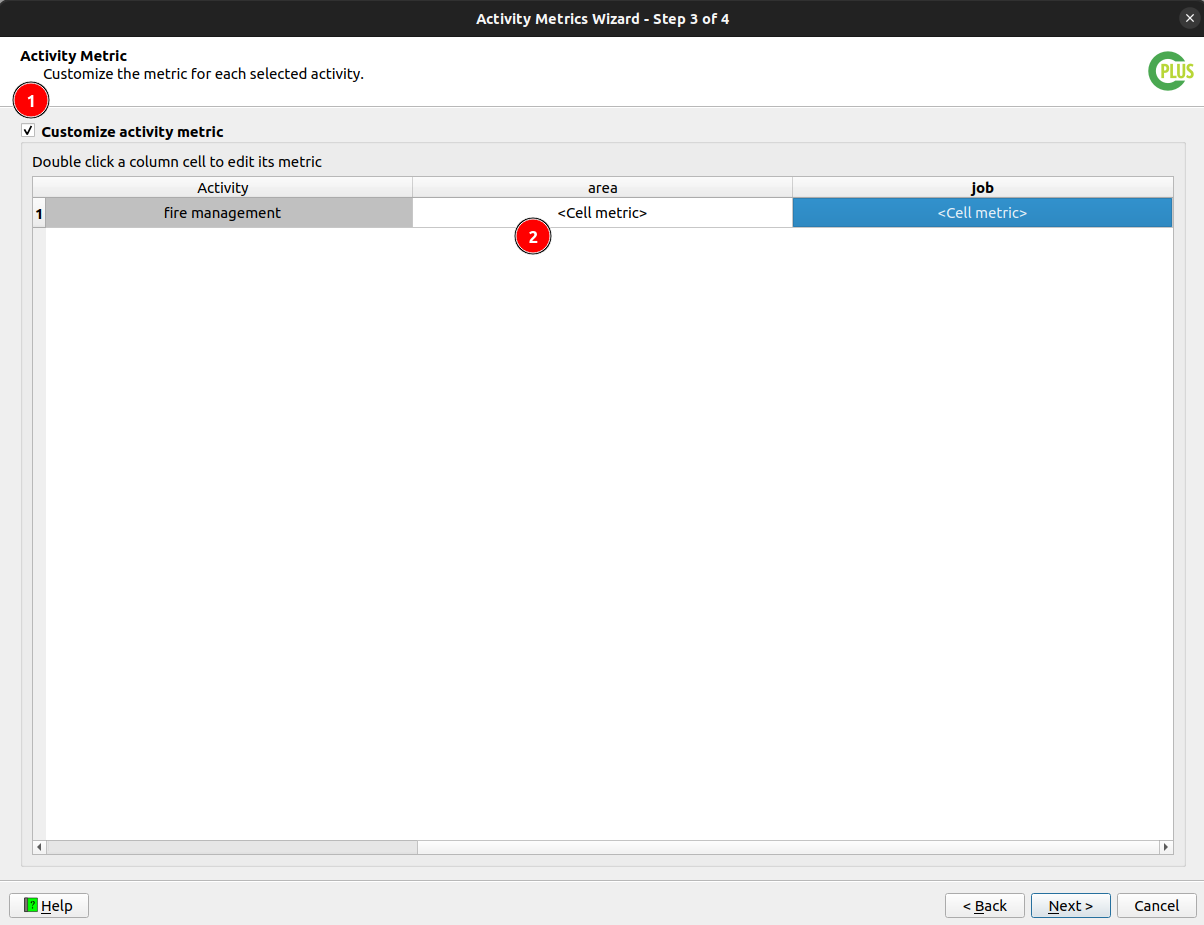 Activity Metrics Wizard - Step 3 of 4
Activity Metric
Customize the metric for each selected activity.
PLUS
1
Customize activity metric
Double click a column cell to edit its metric
Activity area job
1 fire management <Cell metric> <Cell metric>
2
Help < Back Next > Cancel